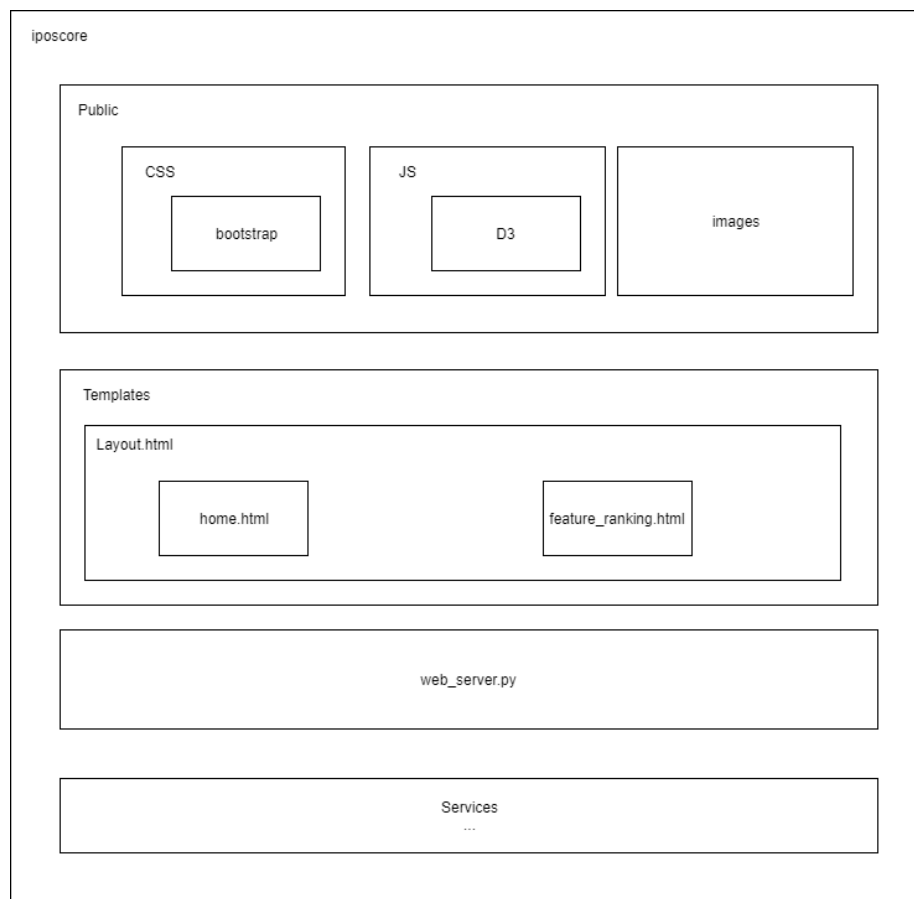 iposcore
Public
CSS
JS
images
bootstrap
D3
Templates
Layout.html
home.html
feature_ranking.html
web_server.py
Services
...